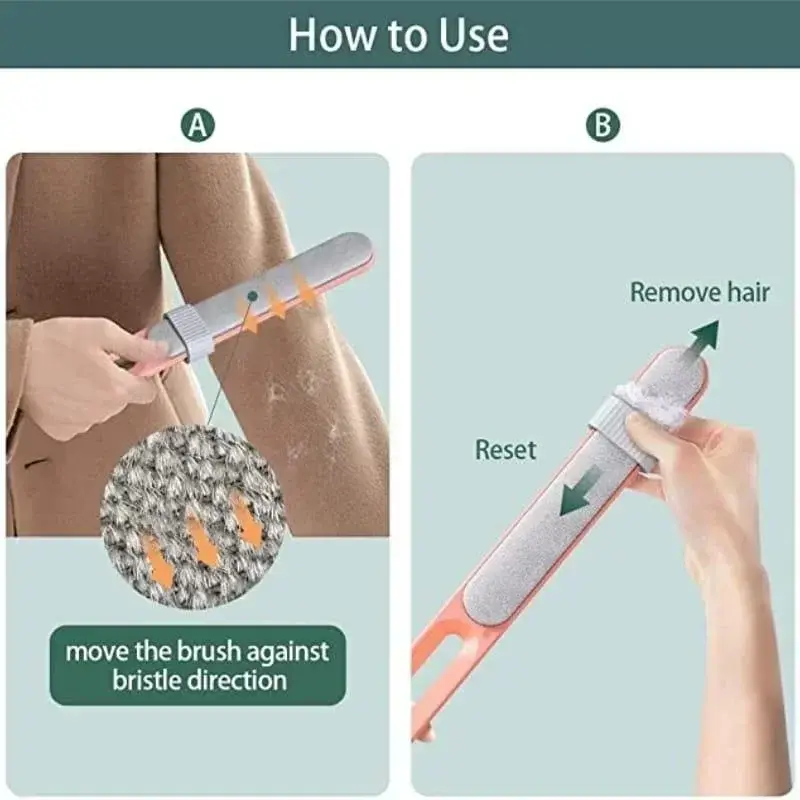 How to Use
A
B
Remove hair
Reset
move the brush against
bristle direction